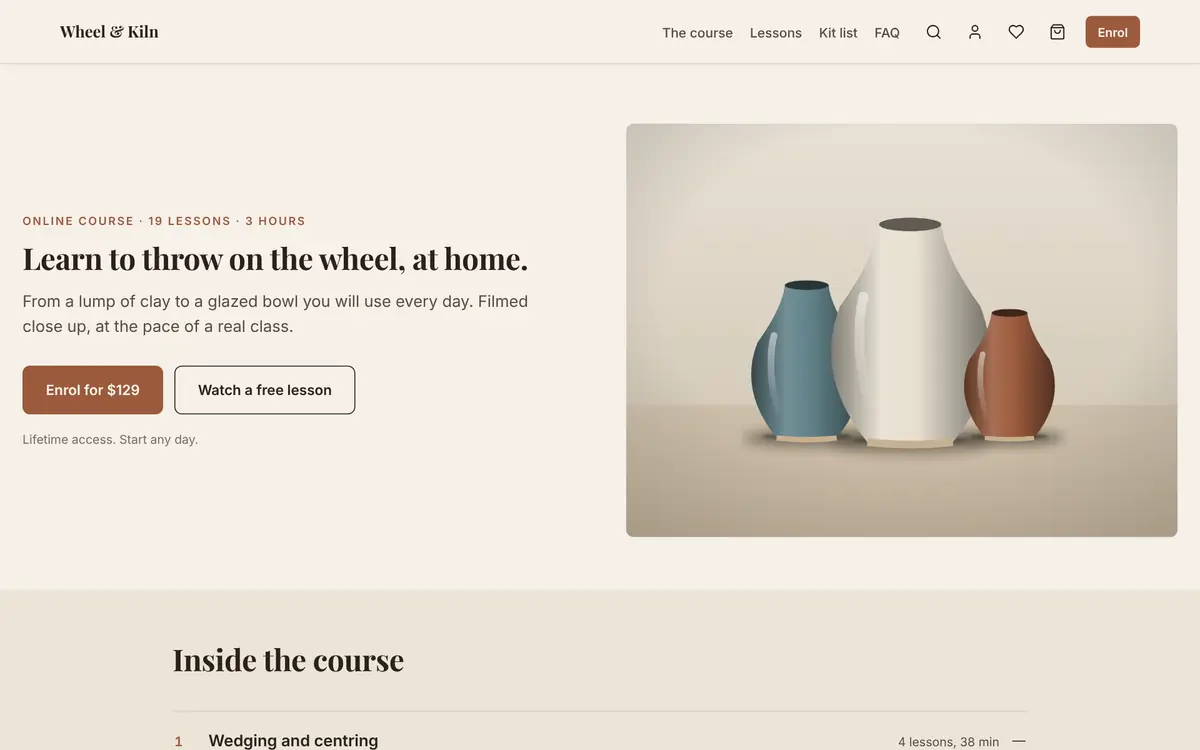 Wheel & Kiln
The course
Lessons
Kit list
FAQ
Enrol
ONLINE COURSE · 19 LESSONS · 3 HOURS
Learn to throw on the wheel, at home.
From a lump of clay to a glazed bowl you will use every day. Filmed
close up, at the pace of a real class.
Enrol for $129
Watch a free lesson
Lifetime access. Start any day.
Inside the course
1 Wedging and centring 4 lessons, 38 min —